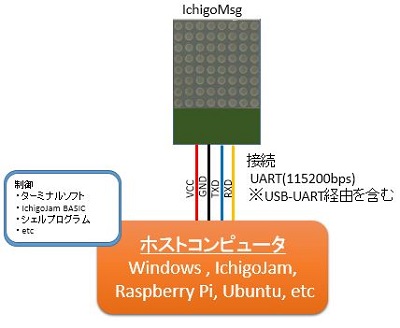 IchigoMsg
接続
UART(115200bps)
※USB-UART経由を含む
VCC
GND
TXD
RXD
制御
・ターミナルソフト
・IchigoJam BASIC
・シェルプログラム
・etc
ホストコンピュータ
Windows , IchigoJam,
Raspberry Pi, Ubuntu, etc